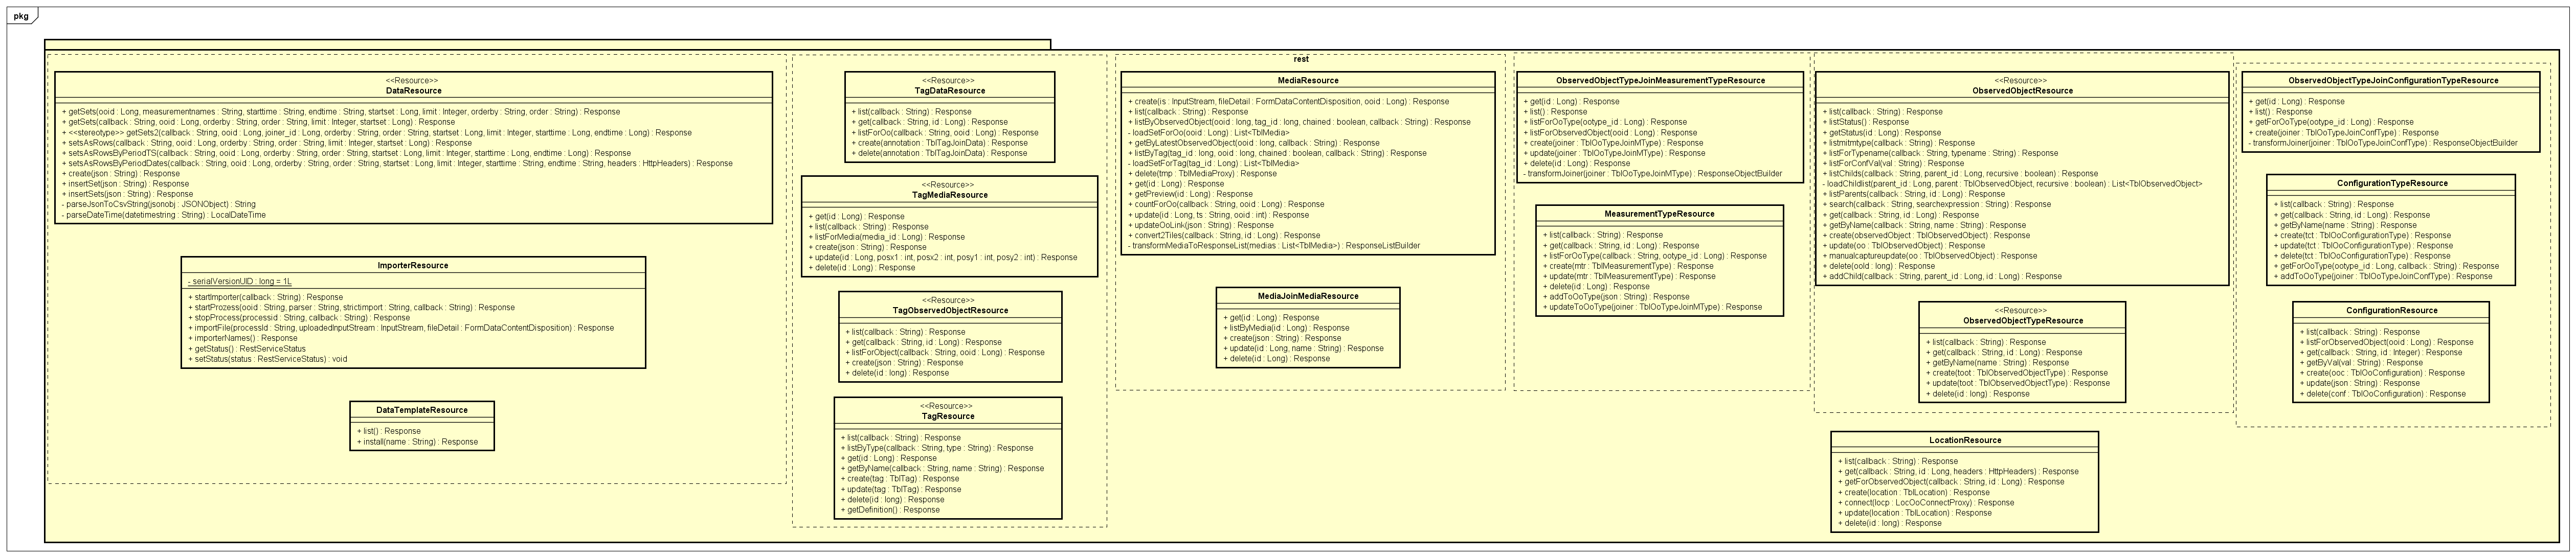 pkg
rest
<<Resource>>
DataResource
+ getSets(ooid : Long, measurementnames : String, starttime : String, endtime : String, startset : Long, limit : Integer, orderby : String, order : String) : Response
+ getSets(callback : String, ooid : Long, orderby : String, order : String, limit : Integer, startset : Long) : Response
+ <<stereotype>> getSets2(callback : String, ooid : Long, joiner_id : Long, orderby : String, order : String, startset : Long, limit : Integer, starttime : Long, endtime : Long) : Response
+ setsAsRows(callback : String, ooid : Long, orderby : String, order : String, limit : Integer, startset : Long) : Response
+ setsAsRowsByPeriodTS(callback : String, ooid : Long, orderby : String, order : String, startset : Long, limit : Integer, starttime : Long, endtime : Long) : Response
+ setsAsRowsByPeriodDates(callback : String, ooid : Long, orderby : String, order : String, startset : Long, limit : Integer, starttime : String, endtime : String, headers : HttpHeaders) : Response
+ create(json : String) : Response
+ insertSet(json : String) : Response
+ insertSets(json : String) : Response
- parseJsonToCsvString(jsonobj : JSONObject) : String
- parseDateTime(datetimestring : String) : LocalDateTime
ImporterResource
- serialVersionUID : long = 1L
+ startImporter(callback : String) : Response
+ startProzess(ooid : String, parser : String, strictimport : String, callback : String) : Response
+ stopProcess(processid : String, callback : String) : Response
+ importFile(processId : String, uploadedInputStream : InputStream, fileDetail : FormDataContentDisposition) : Response
+ importerNames() : Response
+ getStatus() : RestServiceStatus
+ setStatus(status : RestServiceStatus) : void
DataTemplateResource
+ list() : Response
+ install(name : String) : Response
<<Resource>>
TagDataResource
+ list(callback : String) : Response
+ get(callback : String, id : Long) : Response
+ listForOo(callback : String, ooid : Long) : Response
+ create(annotation : TblTagJoinData) : Response
+ delete(annotation : TblTagJoinData) : Response
<<Resource>>
TagMediaResource
+ get(id : Long) : Response
+ list(callback : String) : Response
+ listForMedia(media_id : Long) : Response
+ create(json : String) : Response
+ update(id : Long, posx1 : int, posx2 : int, posy1 : int, posy2 : int) : Response
+ delete(id : Long) : Response
<<Resource>>
TagObservedObjectResource
+ list(callback : String) : Response
+ get(callback : String, id : Long) : Response
+ listForObject(callback : String, ooid : Long) : Response
+ create(json : String) : Response
+ delete(id : long) : Response
<<Resource>>
TagResource
+ list(callback : String) : Response
+ listByType(callback : String, type : String) : Response
+ get(id : Long) : Response
+ getByName(callback : String, name : String) : Response
+ create(tag : TblTag) : Response
+ update(tag : TblTag) : Response
+ delete(id : long) : Response
+ getDefinition() : Response
MediaResource
+ create(is : InputStream, fileDetail : FormDataContentDisposition, ooid : Long) : Response
+ list(callback : String) : Response
+ listByObservedObject(ooid : long, tag_id : long, chained : boolean, callback : String) : Response
- loadSetForOo(ooid : Long) : List<TblMedia>
+ getByLatestObservedObject(ooid : long, callback : String) : Response
+ listByTag(tag_id : long, ooid : long, chained : boolean, callback : String) : Response
- loadSetForTag(tag_id : Long) : List<TblMedia>
+ delete(tmp : TblMediaProxy) : Response
+ get(id : Long) : Response
+ getPreview(id : Long) : Response
+ countForOo(callback : String, ooid : Long) : Response
+ update(id : Long, ts : String, ooid : int) : Response
+ updateOoLink(json : String) : Response
+ convert2Tiles(callback : String, id : Long) : Response
- transformMediaToResponseList(medias : List<TblMedia>) : ResponseListBuilder
MediaJoinMediaResource
+ get(id : Long) : Response
+ listByMedia(id : Long) : Response
+ create(json : String) : Response
+ update(id : Long, name : String) : Response
+ delete(id : Long) : Response
ObservedObjectTypeJoinMeasurementTypeResource
+ get(id : Long) : Response
+ list() : Response
+ listForOoType(ootype_id : Long) : Response
+ listForObservedObject(ooid : Long) : Response
+ create(joiner : TblOoTypeJoinMType) : Response
+ update(joiner : TblOoTypeJoinMType) : Response
+ delete(id : Long) : Response
- transformJoiner(joiner : TblOoTypeJoinMType) : ResponseObjectBuilder
MeasurementTypeResource
+ list(callback : String) : Response
+ get(callback : String, id : Long) : Response
+ listForOoType(callback : String, ootype_id : Long) : Response
+ create(mtr : TblMeasurementType) : Response
+ update(mtr : TblMeasurementType) : Response
+ delete(id : Long) : Response
+ addToOoType(json : String) : Response
+ updateToOoType(joiner : TblOoTypeJoinMType) : Response
<<Resource>>
ObservedObjectResource
+ list(callback : String) : Response
+ listStatus() : Response
+ getStatus(id : Long) : Response
+ listmitmtype(callback : String) : Response
+ listForTypename(callback : String, typename : String) : Response
+ listForConfVal(val : String) : Response
+ listChilds(callback : String, parent_id : Long, recursive : boolean) : Response
- loadChildlist(parent_id : Long, parent : TblObservedObject, recursive : boolean) : List<TblObservedObject>
+ listParents(callback : String, id : Long) : Response
+ search(callback : String, searchexpression : String) : Response
+ get(callback : String, id : Long) : Response
+ getByName(callback : String, name : String) : Response
+ create(observedObject : TblObservedObject) : Response
+ update(oo : TblObservedObject) : Response
+ manualcaptureupdate(oo : TblObservedObject) : Response
+ delete(ooId : long) : Response
+ addChild(callback : String, parent_id : Long, id : Long) : Response
<<Resource>>
ObservedObjectTypeResource
+ list(callback : String) : Response
+ get(callback : String, id : Long) : Response
+ getByName(name : String) : Response
+ create(toot : TblObservedObjectType) : Response
+ update(toot : TblObservedObjectType) : Response
+ delete(id : long) : Response
LocationResource
+ list(callback : String) : Response
+ get(callback : String, id : Long, headers : HttpHeaders) : Response
+ getForObservedObject(callback : String, id : Long) : Response
+ create(location : TblLocation) : Response
+ connect(locp : LocOoConnectProxy) : Response
+ update(location : TblLocation) : Response
+ delete(id : long) : Response
ObservedObjectTypeJoinConfigurationTypeResource
+ get(id : Long) : Response
+ list() : Response
+ getForOoType(ootype_id : Long) : Response
+ create(joiner : TblOoTypeJoinConfType) : Response
- transformJoiner(joiner : TblOoTypeJoinConfType) : ResponseObjectBuilder
ConfigurationTypeResource
+ list(callback : String) : Response
+ get(callback : String, id : Long) : Response
+ getByName(name : String) : Response
+ create(tct : TblOoConfigurationType) : Response
+ update(tct : TblOoConfigurationType) : Response
+ delete(tct : TblOoConfigurationType) : Response
+ getForOoType(ootype_id : Long, callback : String) : Response
+ addToOoType(joiner : TblOoTypeJoinConfType) : Response
ConfigurationResource
+ list(callback : String) : Response
+ listForObservedObject(ooid : Long) : Response
+ get(callback : String, id : Integer) : Response
+ getByVal(val : String) : Response
+ create(ooc : TblOoConfiguration) : Response
+ update(json : String) : Response
+ delete(conf : TblOoConfiguration) : Response